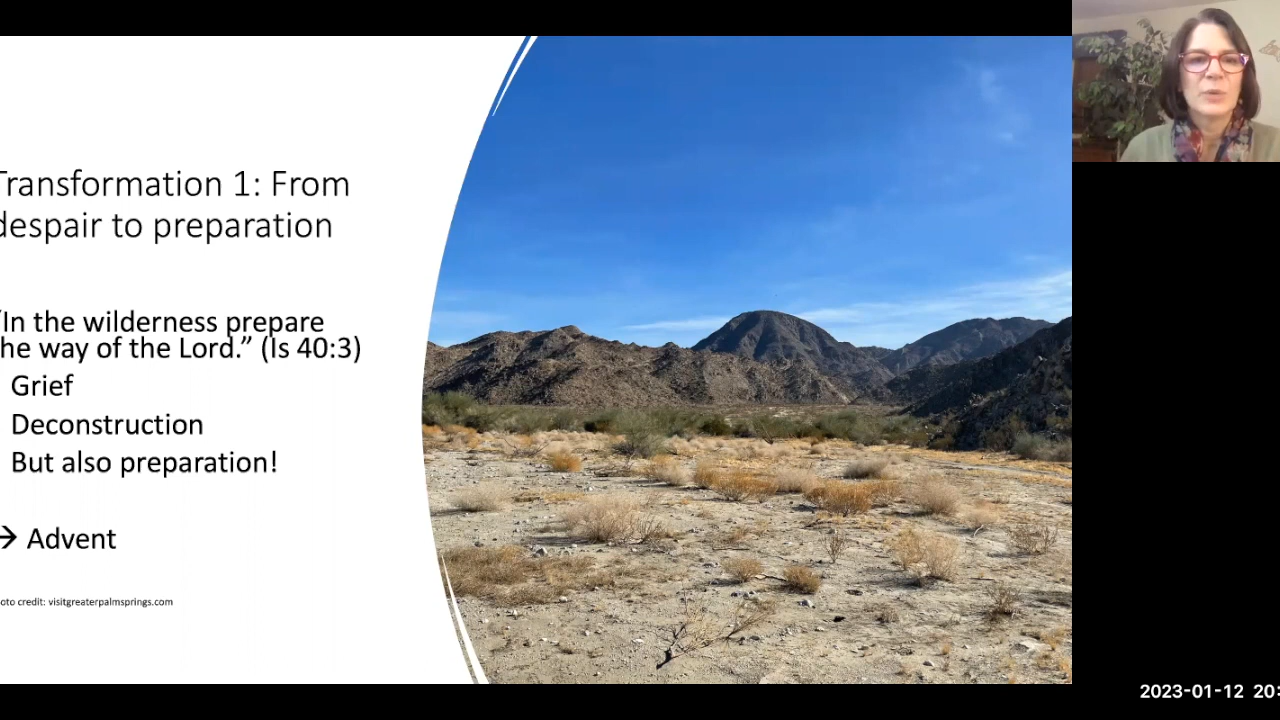 Transformation 1: From
despair to preparation
“In the wilderness prepare
the way of the Lord.” (Is 40:3)
Grief
Deconstruction
But also preparation!
→ Advent
oto credit: visitgreaterpalmsprings.com
2023-01-12 20: